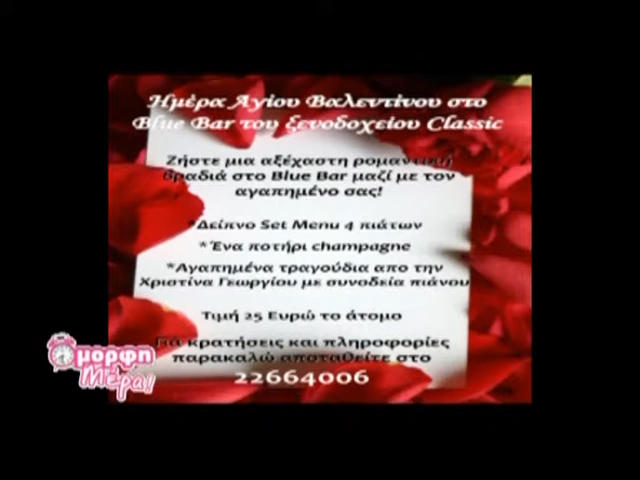 Ημέρα Αγίου Βαλεντίνου στο
Blue Bar του ξενοδοχείου Classic
Ζήστε μια αξέχαστη ρομαντική
βραδιά στο Blue Bar μαζί με τον
αγαπημένο σας!
*Δείπνο Set Menu 4 πιάτων
*Ένα ποτήρι champagne
*Αγαπημένα τραγούδια απο την
Χριστίνα Γεωργίου με συνοδεία πιάνου
Τιμή 25 Ευρώ το άτομο
Για κρατήσεις και πληροφορίες
παρακαλώ αποταθείτε στο
22664006
όμορφη
μέρα!